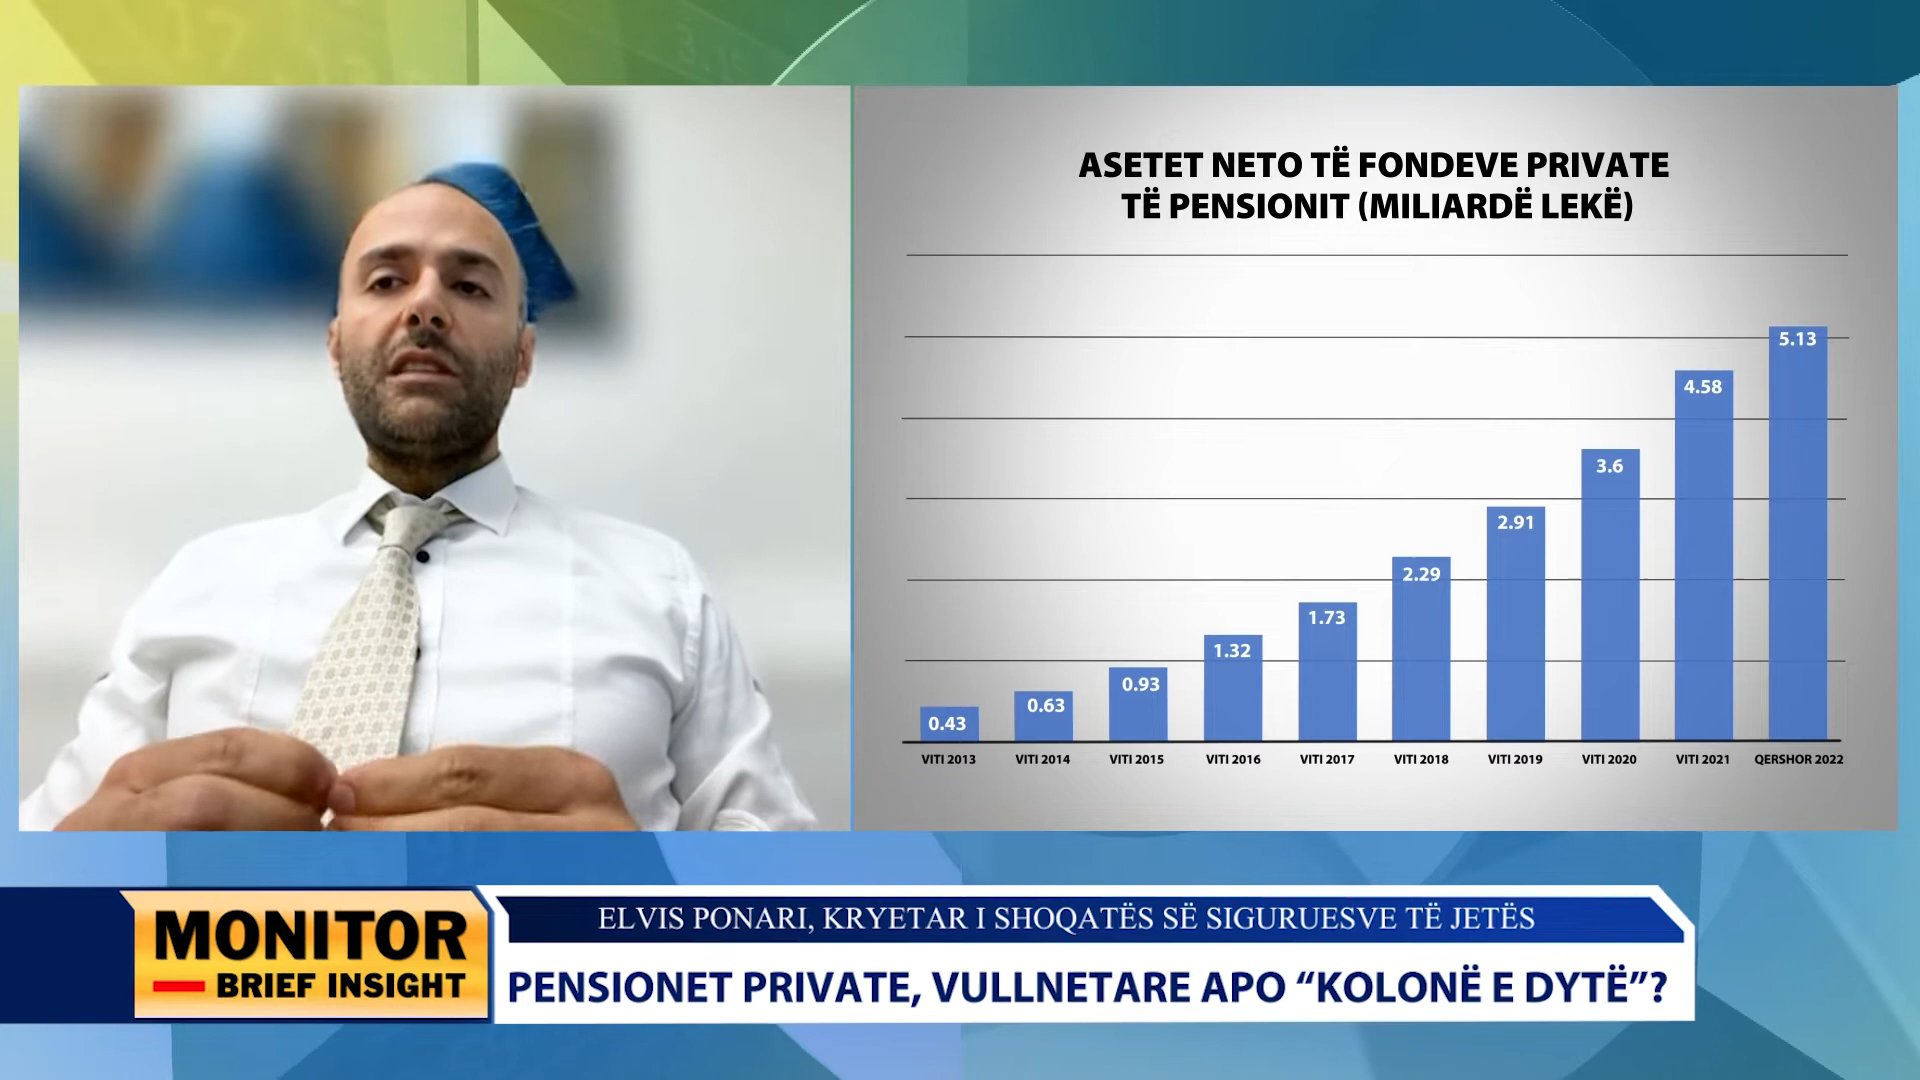 ASETET NETO TË FONDEVE PRIVATE
TË PENSIONIT (MILIARDË LEKË)
0.43
0.63
0.93
1.32
1.73
2.29
2.91
3.6
4.58
5.13
VITI 2013
VITI 2014
VITI 2015
VITI 2016
VITI 2017
VITI 2018
VITI 2019
VITI 2020
VITI 2021
QERSHOR 2022
MONITOR
BRIEF INSIGHT
ELVIS PONARI, KRYETAR I SHOQATËS SË SIGURUESVE TË JETËS
PENSIONET PRIVATE, VULLNETARE APO “KOLONË E DYTË”?